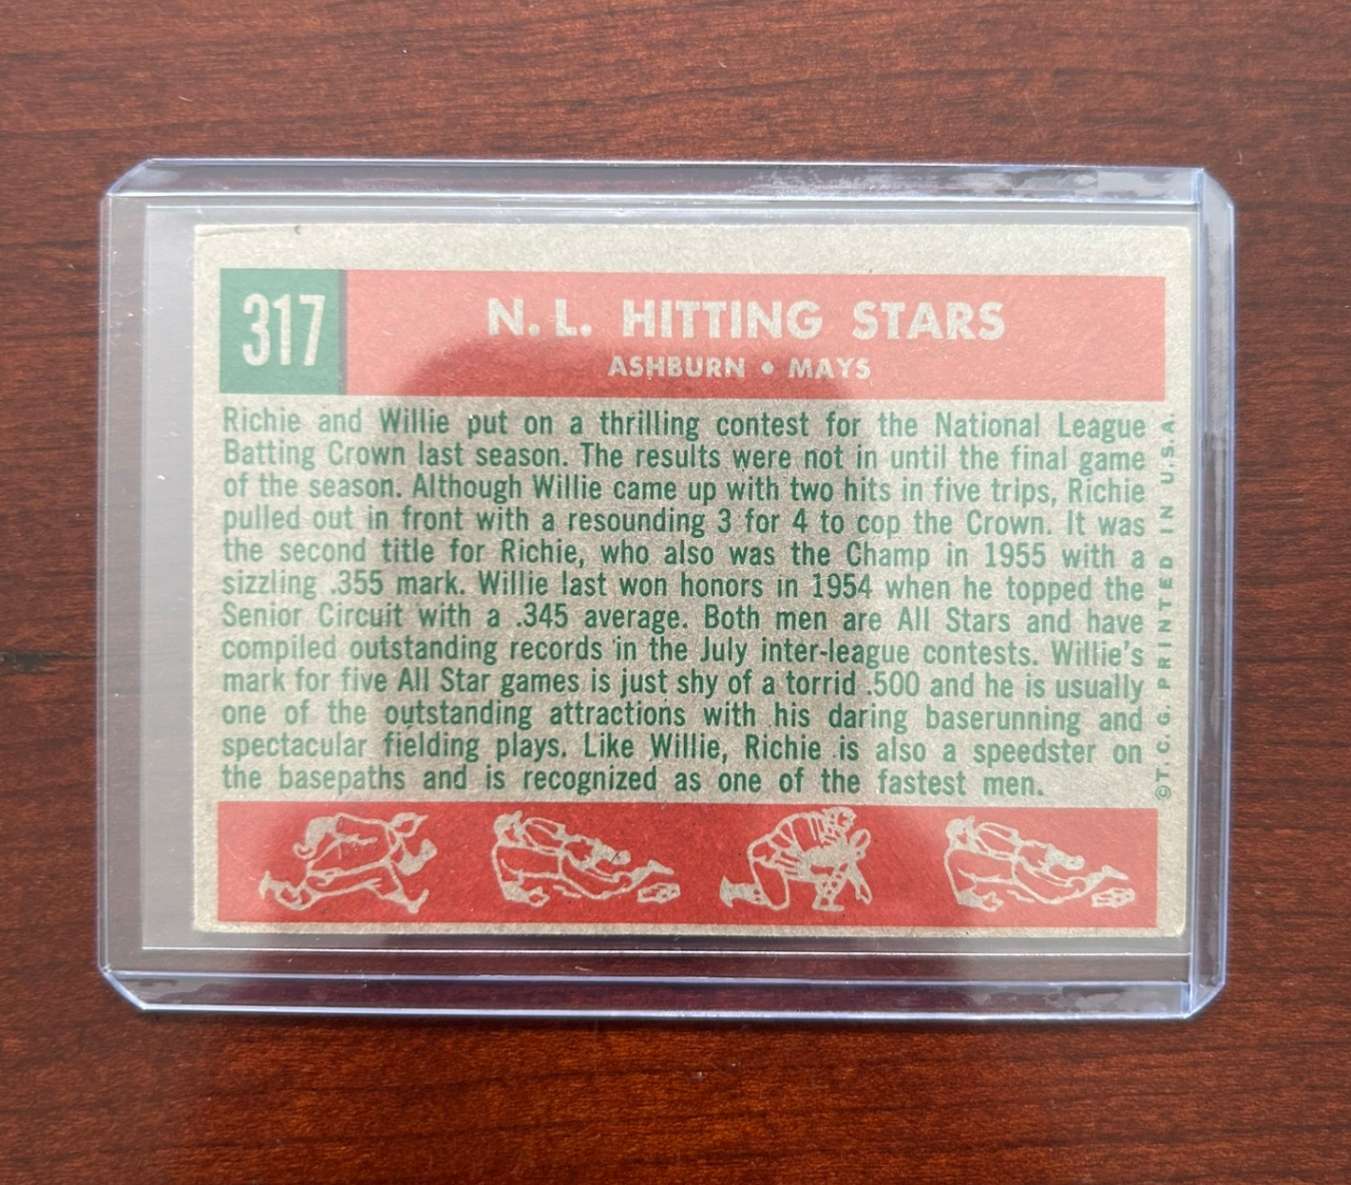 317
N. L. HITTING STARS
ASHBURN • MAYS
Richie and Willie put on a thrilling contest for the National League
Batting Crown last season. The results were not in until the final game
of the season. Although Willie came up with two hits in five trips, Richie
pulled out in front with a resounding 3 for 4 to cop the Crown. It was
the second title for Richie, who also was the Champ in 1955 with a
sizzling .355 mark. Willie last won honors in 1954 when he topped the
Senior Circuit with a .345 average. Both men are All Stars and have
compiled outstanding records in the July inter-league contests. Willie's
mark for five All Star games is just shy of a torrid .500 and he is usually
one of the outstanding attractions with his daring baserunning and
spectacular fielding plays. Like Willie, Richie is also a speedster on
the basepaths and is recognized as one of the fastest men.
©T. C. G. PRINTED IN U.S.A.